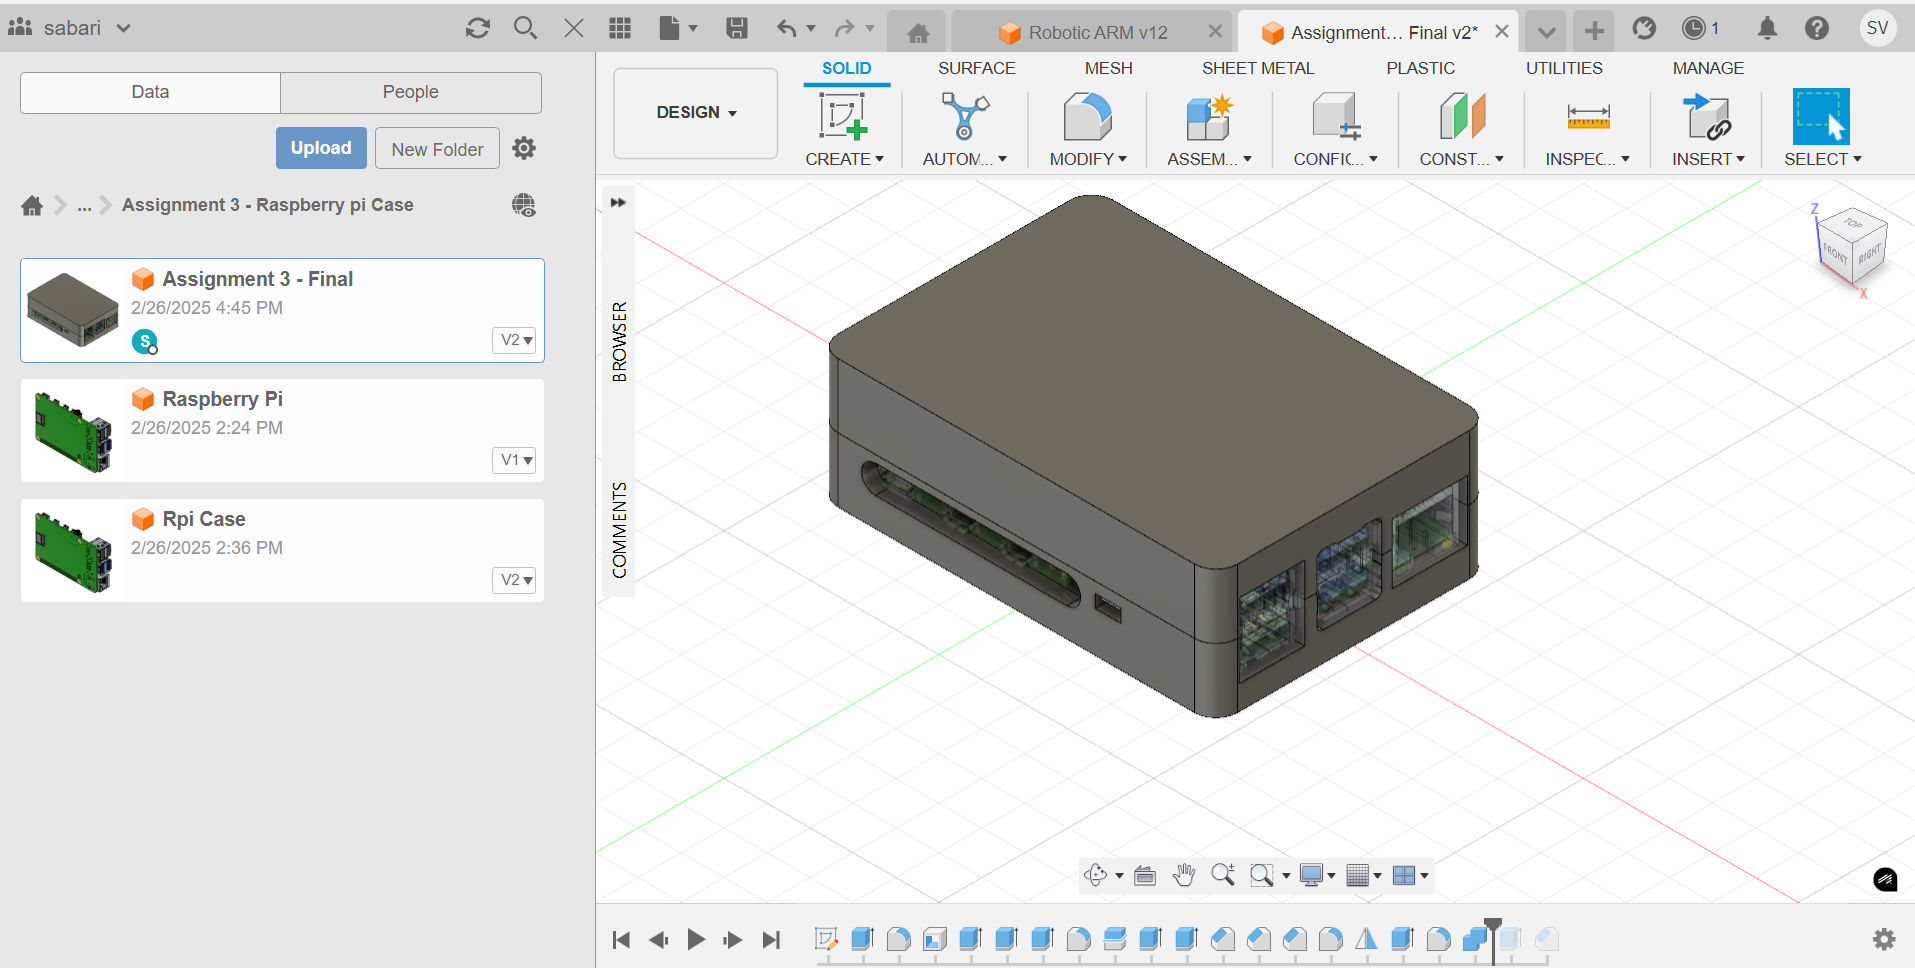 sabari
Robotic ARM v12
Assignment... Final v2*
1
SV
Data
People
SOLID
SURFACE
MESH
SHEET METAL
PLASTIC
UTILITIES
MANAGE
DESIGN
Upload
New Folder
CREATE
AUTOM...
MODIFY
ASSEM...
CONFIC...
CONST...
INSPEC...
INSERT
SELECT
...
Assignment 3 - Raspberry pi Case
Assignment 3 - Final
2/26/2025 4:45 PM
S
V2
Raspberry Pi
2/26/2025 2:24 PM
V1
Rpi Case
2/26/2025 2:36 PM
V2
BROWSER
COMMENTS
Z
TOP
FRONT
RIGHT
X